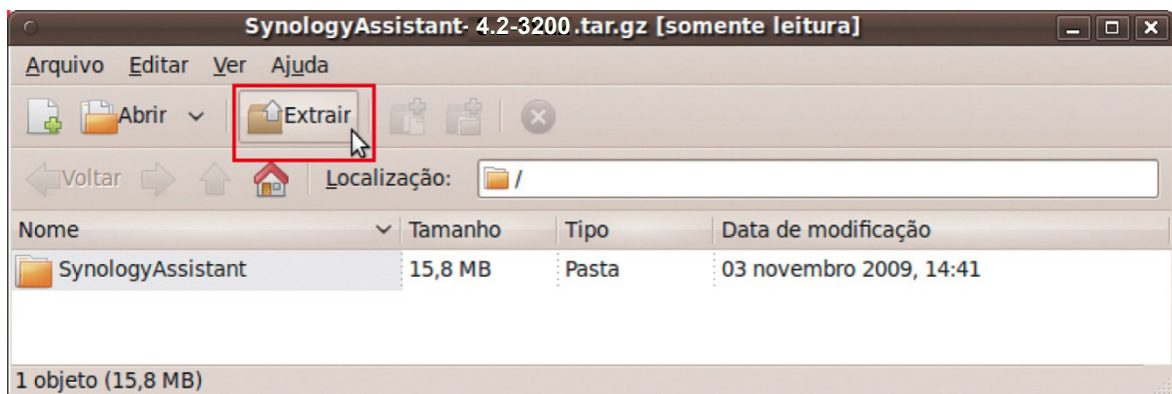 SynologyAssistant- 4.2-3200.tar.gz [somente leitura]
Arquivo Editar Ver Ajuda
Abrir Extrair
Voltar Localização: /
Nome Tamanho Tipo Data de modificação
SynologyAssistant 15,8 MB Pasta 03 novembro 2009, 14:41
1 objeto (15,8 MB)